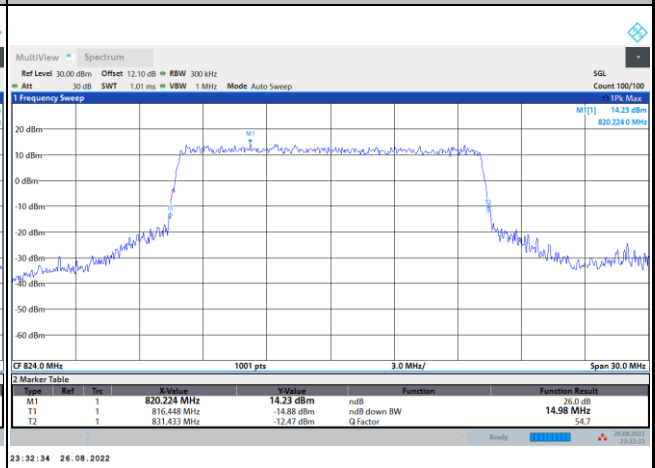 MultiView Spectrum
Ref Level 30.00 dBm Offset 12.10 dB RBW 300 kHz SGL
Att 30 dB SWT 1.01 ms VBW 1 MHz Mode Auto Sweep Count 100/100
1 Frequency Sweep 1Pk Max
M1[1] 14.23 dBm
820.224 0 MHz
M1
20 dBm
10 dBm
0 dBm
-10 dBm
-20 dBm
-30 dBm
-40 dBm
-50 dBm
-60 dBm
CF 824.0 MHz 1001 pts 3.0 MHz/ Span 30.0 MHz
2 Marker Table
Type Ref Trc X-Value Y-Value Function Function Result
M1 1 820.224 MHz 14.23 dBm ndB 26.0 dB
T1 1 816.448 MHz -14.88 dBm ndB down BW 14.98 MHz
T2 1 831.433 MHz -12.47 dBm Q Factor 54.7
Ready 26.08.2022
23:32:33
23:32:34 26.08.2022